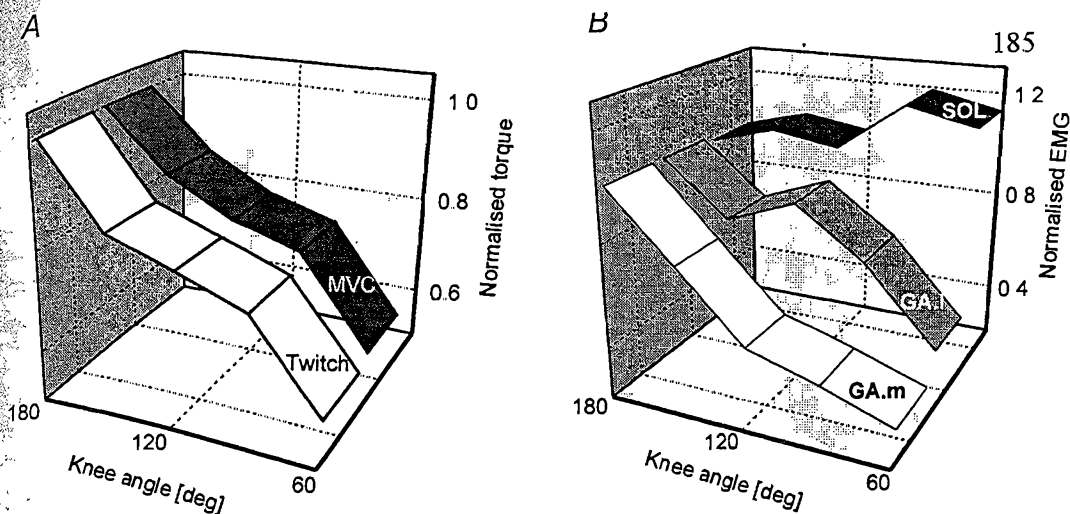 A
1 0
0.8
0.6
Normalised torque
MVC
Twitch
180
120
60
Knee angle [deg]
B
185
1 2
0 8
0 4
Normalised EMG
SOL
GA.l
GA.m
180
120
60
Knee angle [deg]